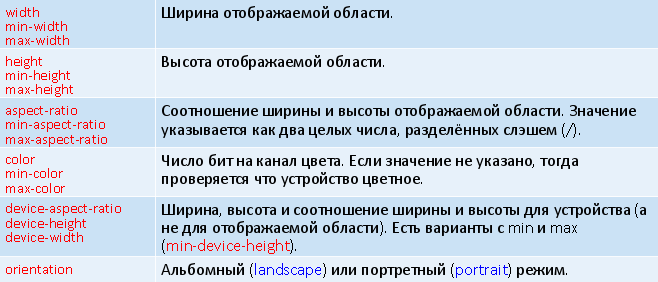 width
min-width
max-width
Ширина отображаемой области.
height
min-height
max-height
Высота отображаемой области.
aspect-ratio
min-aspect-ratio
max-aspect-ratio
Соотношение ширины и высоты отображаемой области. Значение
указывается как два целых числа, разделённых слэшем (/).
color
min-color
max-color
Число бит на канал цвета. Если значение не указано, тогда
проверяется что устройство цветное.
device-aspect-ratio
device-height
device-width
Ширина, высота и соотношение ширины и высоты для устройства (а
не для отображаемой области). Есть варианты с min и max
(min-device-height).
orientation
Альбомный (landscape) или портретный (portrait) режим.